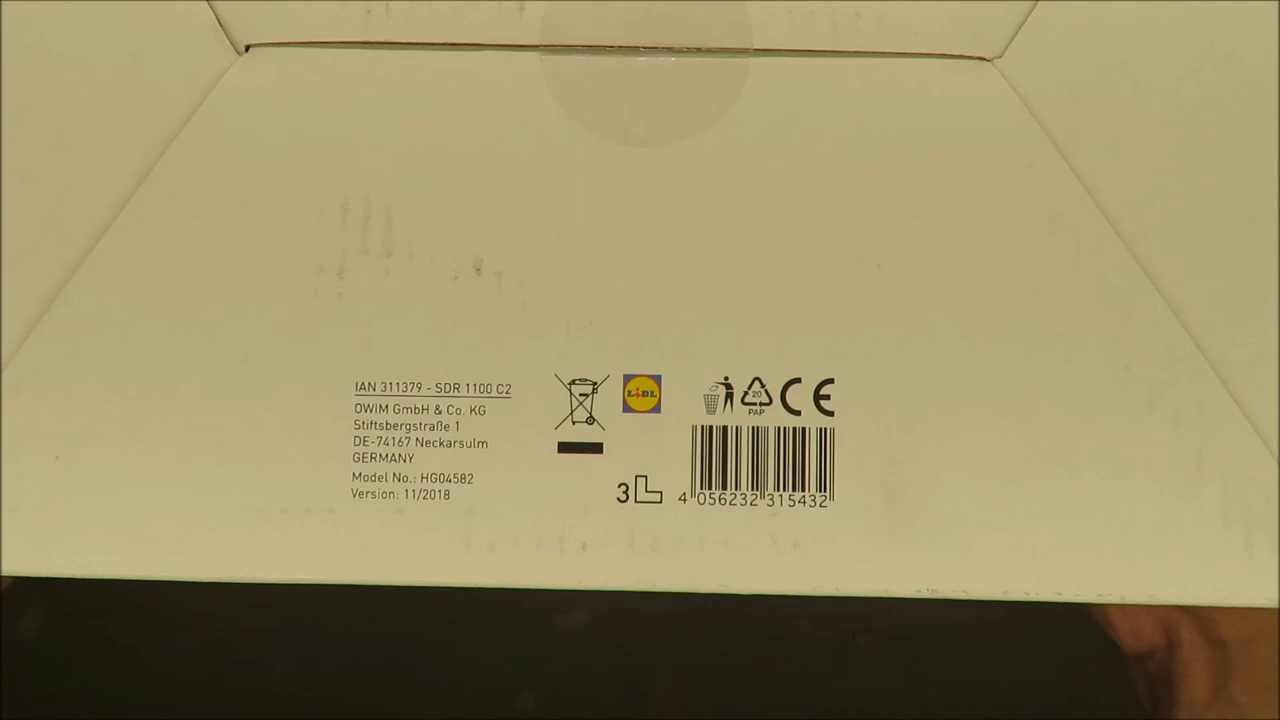 IAN 311379 - SDR 1100 C2
OWIM GmbH & Co. KG
Stiftsbergstraße 1
DE-74167 Neckarsulm
GERMANY
Model No.: HG04582
Version: 11/2018
LIDL
20
PAP
CE
3
4 056232 315432